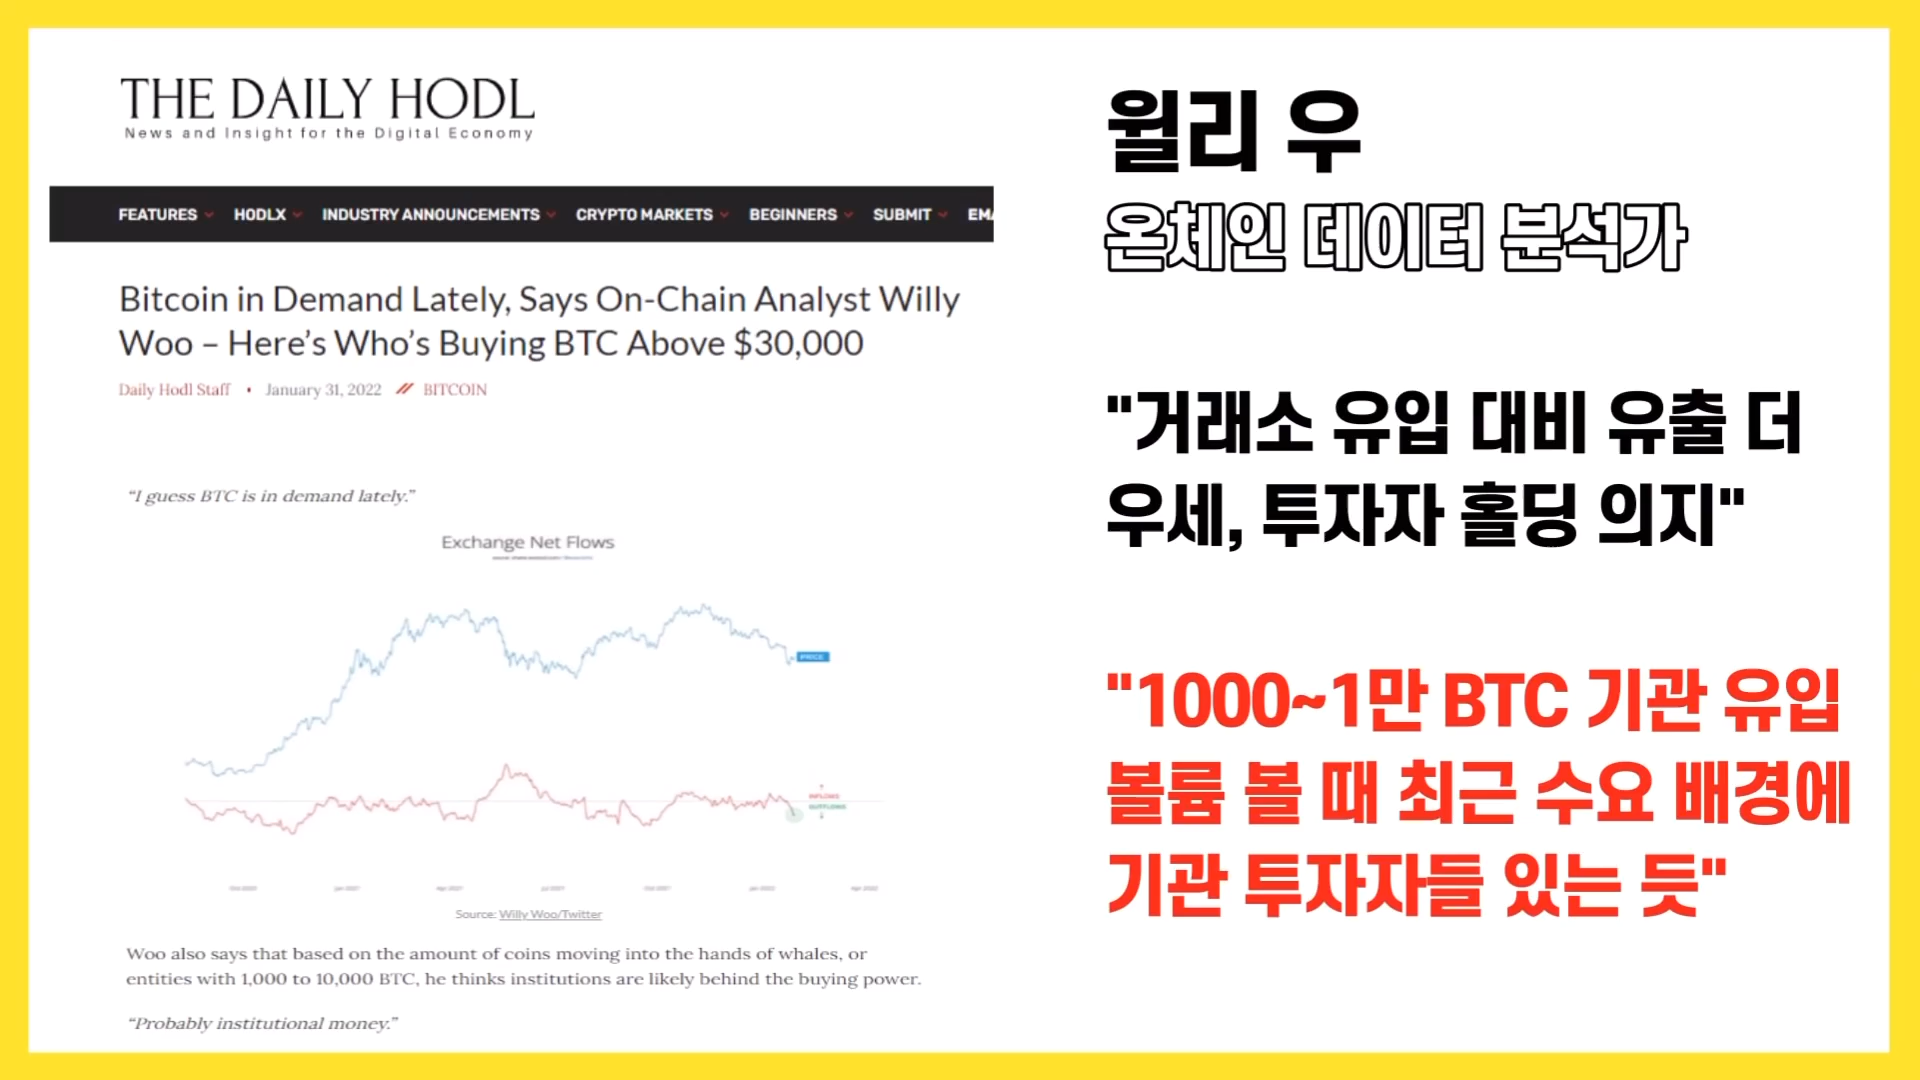 THE DAILY HODL
News and Insight for the Digital Economy
FEATURES HODLX INDUSTRY ANNOUNCEMENTS CRYPTO MARKETS BEGINNERS SUBMIT
Bitcoin in Demand Lately, Says On-Chain Analyst Willy
Woo – Here’s Who’s Buying BTC Above $30,000
Daily Hodl Staff • January 31, 2022 // BITCOIN
“I guess BTC is in demand lately.”
Exchange Net Flows
PRICE
INFLOWS
OUTFLOWS
Source: Willy Woo/Twitter
Woo also says that based on the amount of coins moving into the hands of whales, or
entities with 1,000 to 10,000 BTC, he thinks institutions are likely behind the buying power.
“Probably institutional money.”
윌리 우
온체인 데이터 분석가
"거래소 유입 대비 유출 더
우세, 투자자 홀딩 의지"
"1000~1만 BTC 기관 유입
볼륨 볼 때 최근 수요 배경에
기관 투자자들 있는 듯"